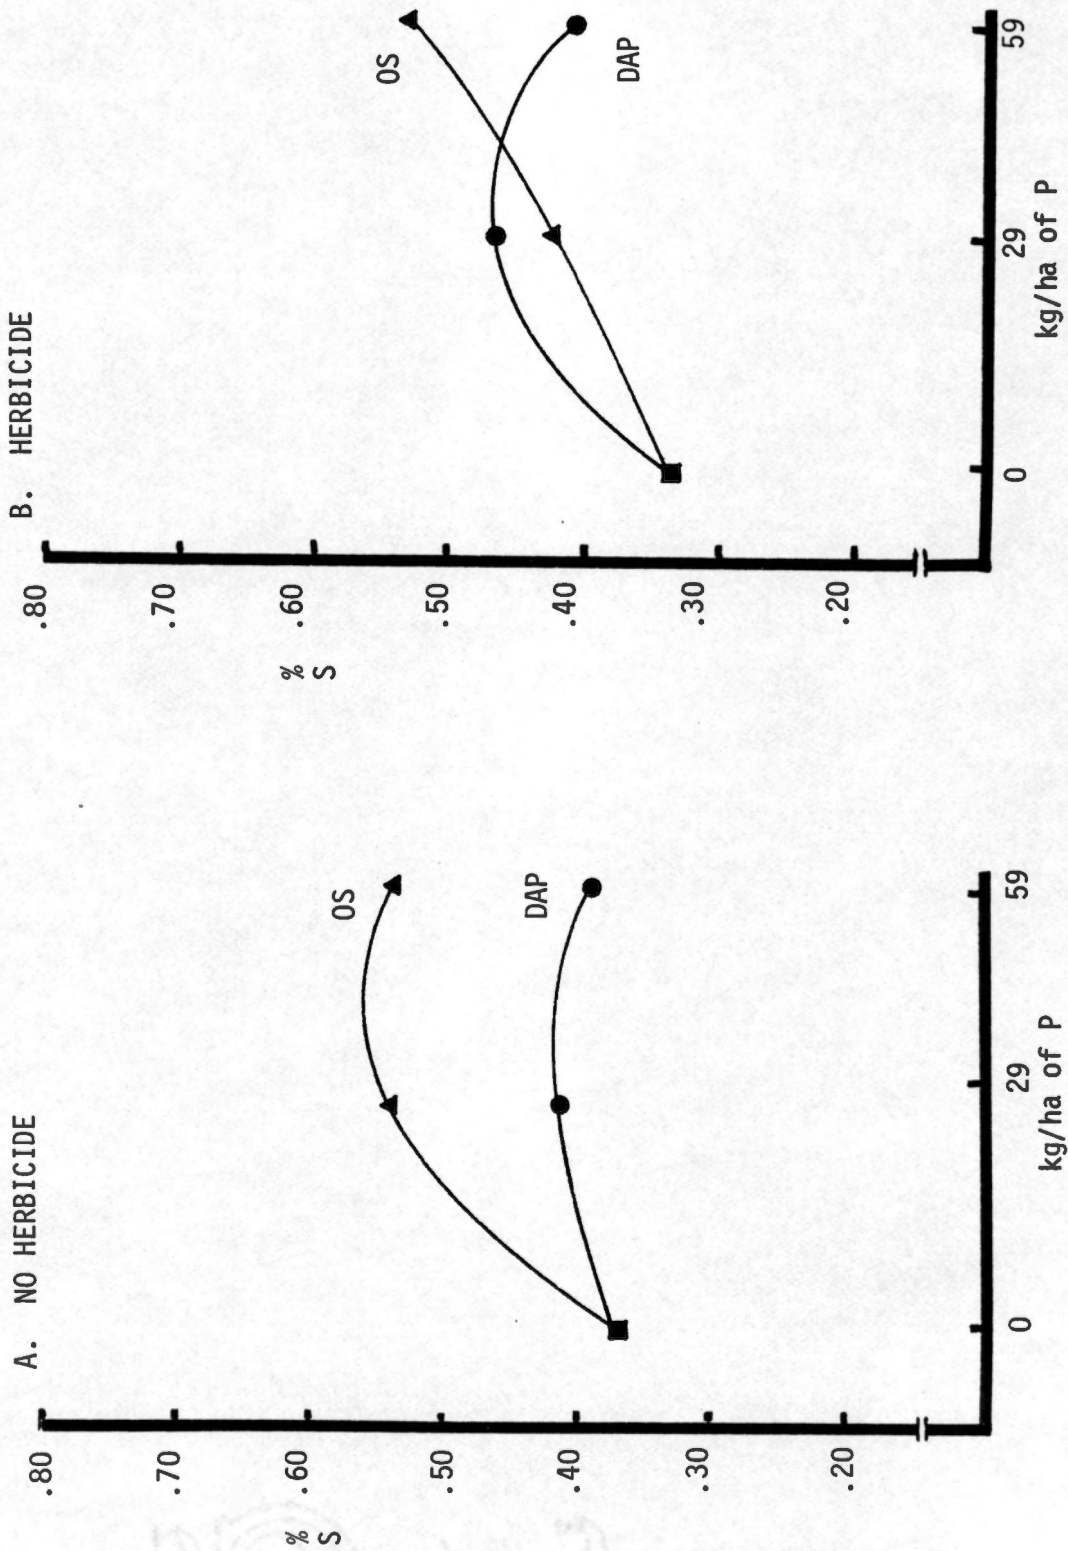 A. NO HERBICIDE
.80
.70
.60
.50
.40
.30
.20
%
S
OS
DAP
0 29 59
kg/ha of P
B. HERBICIDE
.80
.70
.60
.50
.40
.30
.20
%
S
OS
DAP
0 29 59
kg/ha of P